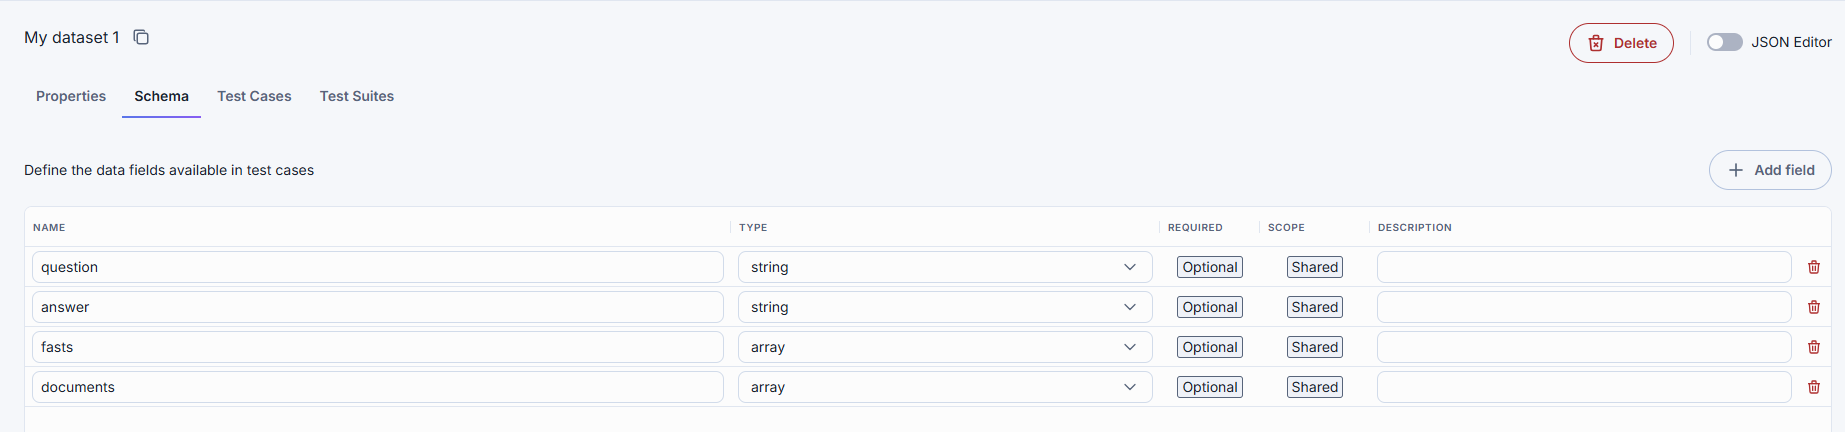 My dataset 1
Delete
JSON Editor
Properties Schema Test Cases Test Suites
Define the data fields available in test cases
Add field
NAME TYPE REQUIRED SCOPE DESCRIPTION
question string Optional Shared
answer string Optional Shared
fasts array Optional Shared
documents array Optional Shared